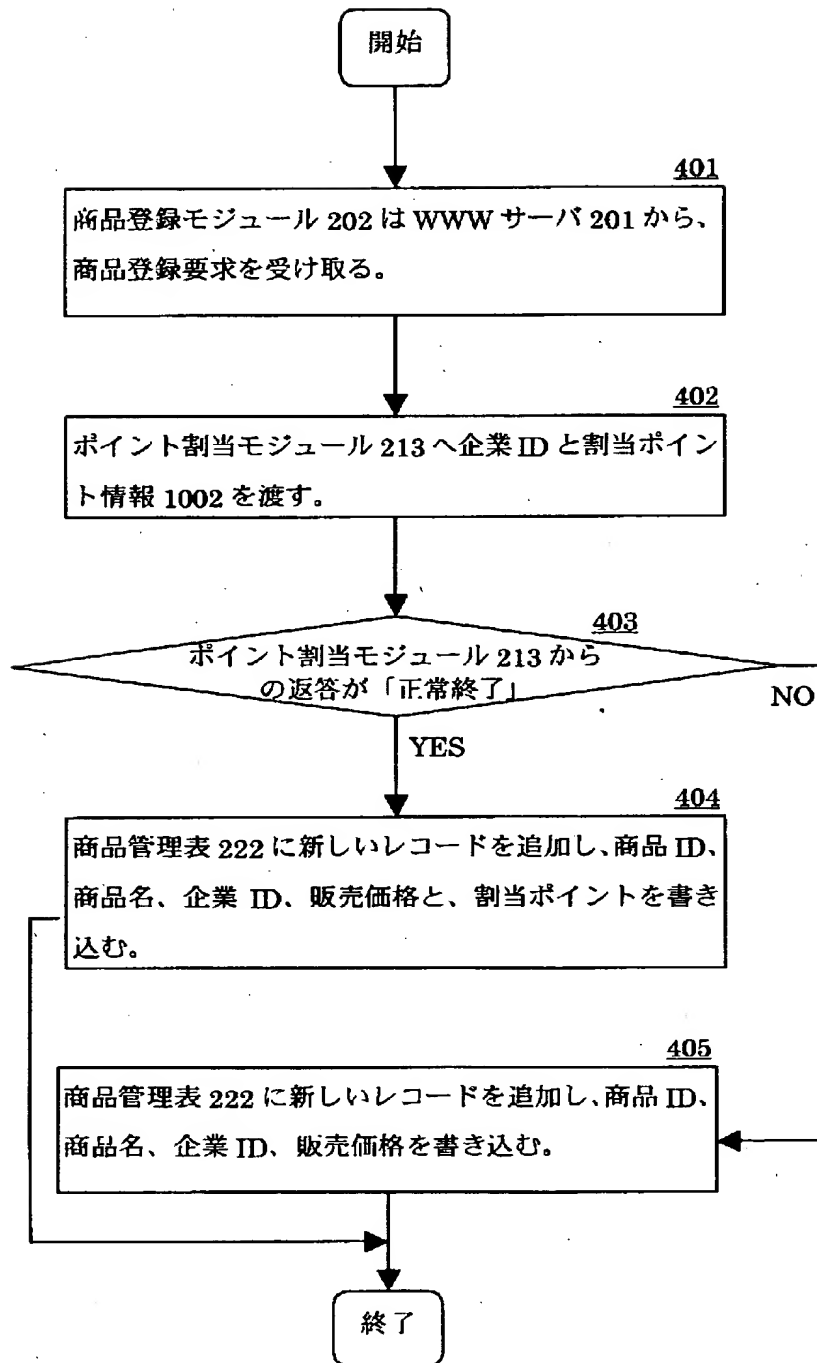 開始
401
商品登録モジュール 202 は WWW サーバ 201 から、
商品登録要求を受け取る。
402
ポイント割当モジュール 213 へ企業 ID と割当ポイン
ト情報 1002 を渡す。
403
ポイント割当モジュール 213 から
の返答が「正常終了」
NO
YES
404
商品管理表 222 に新しいレコードを追加し、商品 ID、
商品名、企業 ID、販売価格と、割当ポイントを書き
込む。
405
商品管理表 222 に新しいレコードを追加し、商品 ID、
商品名、企業 ID、販売価格を書き込む。
終了